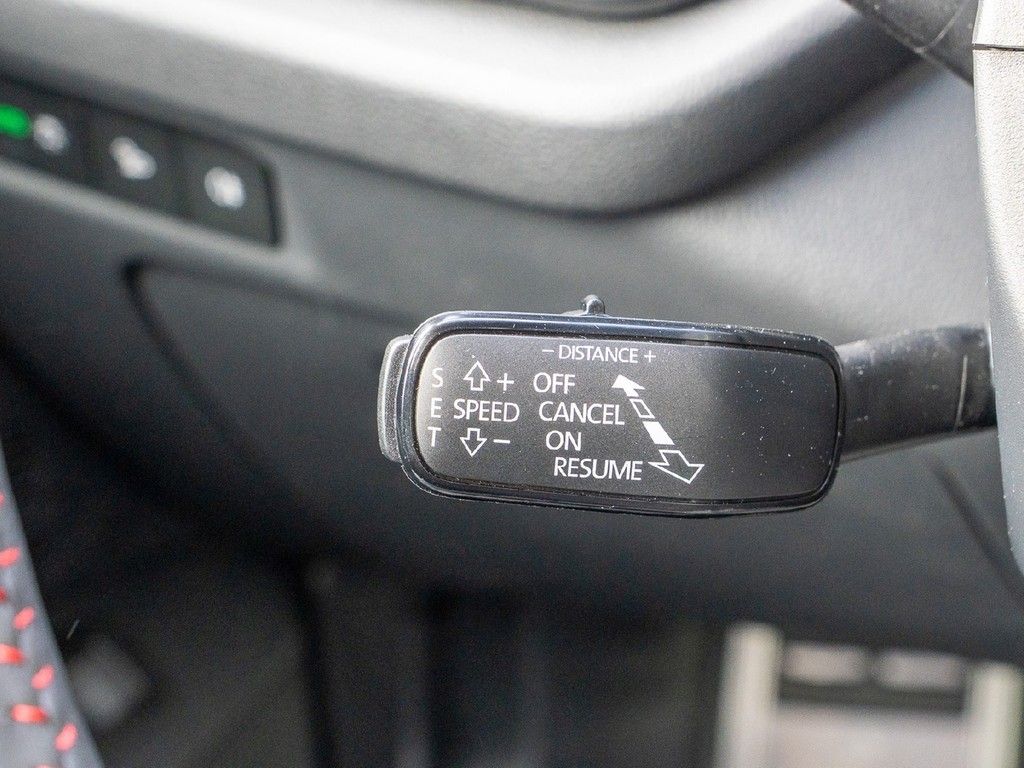 − DISTANCE +
S + OFF
E SPEED CANCEL
T − ON
RESUME